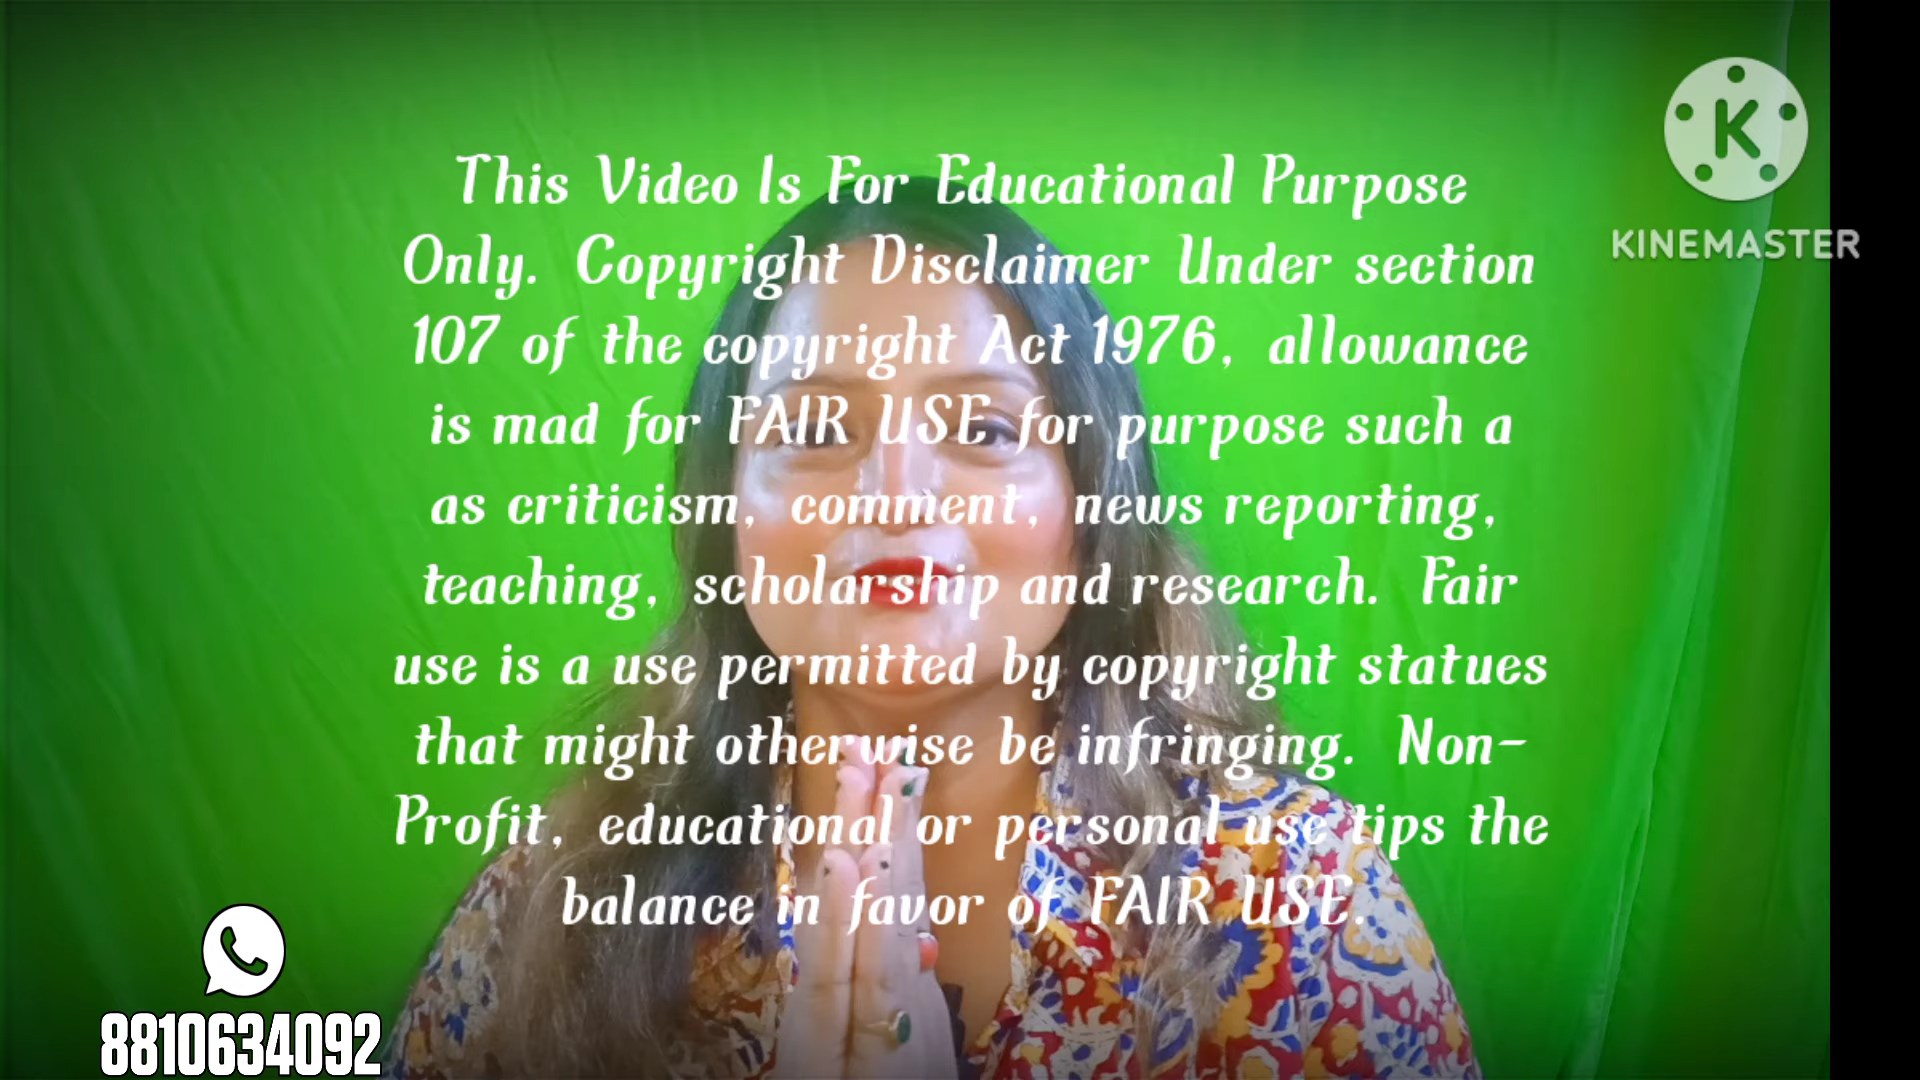 This Video Is For Educational Purpose
Only. Copyright Disclaimer Under section
107 of the copyright Act 1976, allowance
is mad for FAIR USE for purpose such a
as criticism, comment, news reporting,
teaching, scholarship and research. Fair
use is a use permitted by copyright statues
that might otherwise be infringing. Non-
Profit, educational or personal use tips the
balance in favor of FAIR USE.
K
KINEMASTER
8810634092